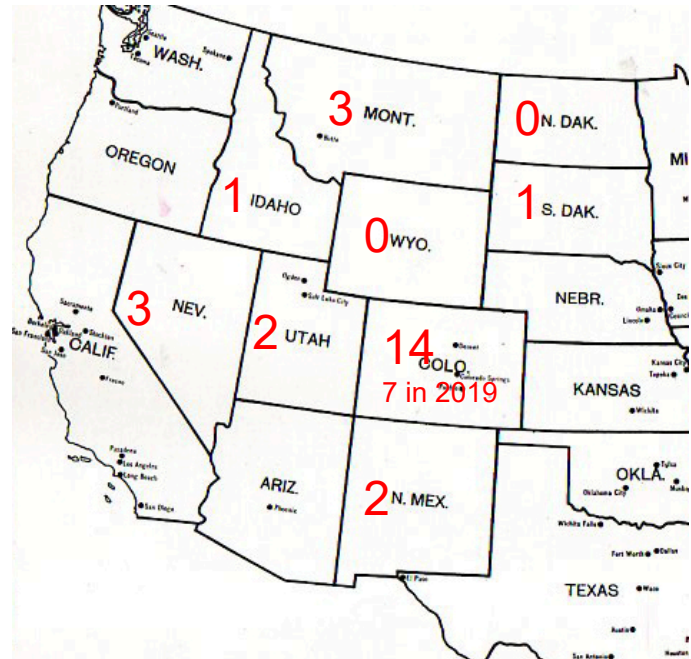 Seattle
Spokane
WASH.
Tacoma
Portland
3 MONT.
Butte
0 N. DAK.
OREGON
MI
1 IDAHO
1 S. DAK.
0 WYO.
Sioux City
Ogden
Salt Lake City
3 NEV.
2 UTAH
NEBR.
Omaha
Lincoln
Sacramento
Berkeley
Oakland
Stockton
San Francisco
San Jose
CALIF.
Fresno
14
Denver
COLO.
Colorado Springs
7 in 2019
Kansas City
Topeka
KANSAS
Wichita
Pasadena
Los Angeles
Long Beach
San Diego
ARIZ.
Phoenix
2 N. MEX.
Tulsa
OKLA.
Oklahoma City
Wichita Falls
Fort Worth
Dallas
El Paso
TEXAS
Waco
Austin
San Antonio
Houston